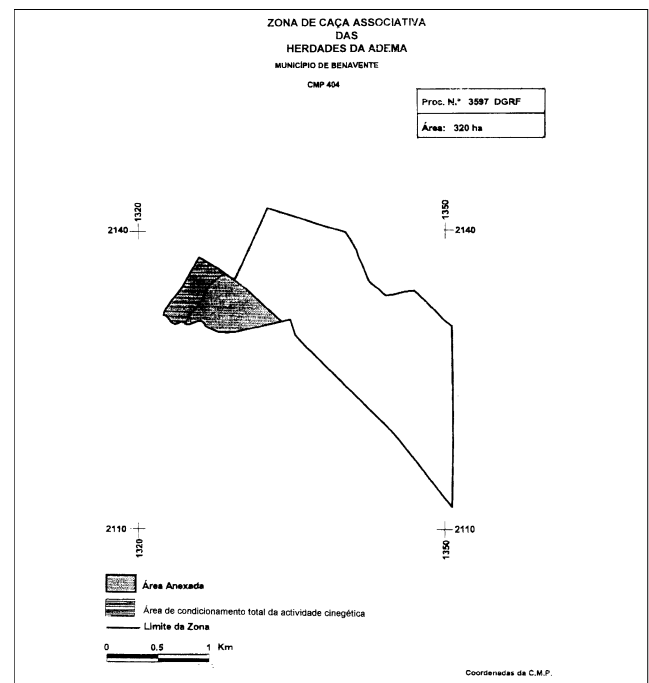 ZONA DE CAÇA ASSOCIATIVA
DAS
HERDADES DA ADEMA
MUNICÍPIO DE BENAVENTE
CMP 404
Proc. N.º 3597 DGRF
Área: 320 ha
1320
1350
2140
2140
2110
2110
1320
1350
Área Anexada
Área de condicionamento total da actividade cinegética
Limite da Zona
0 0.5 1 Km
Coordenadas da C.M.P.